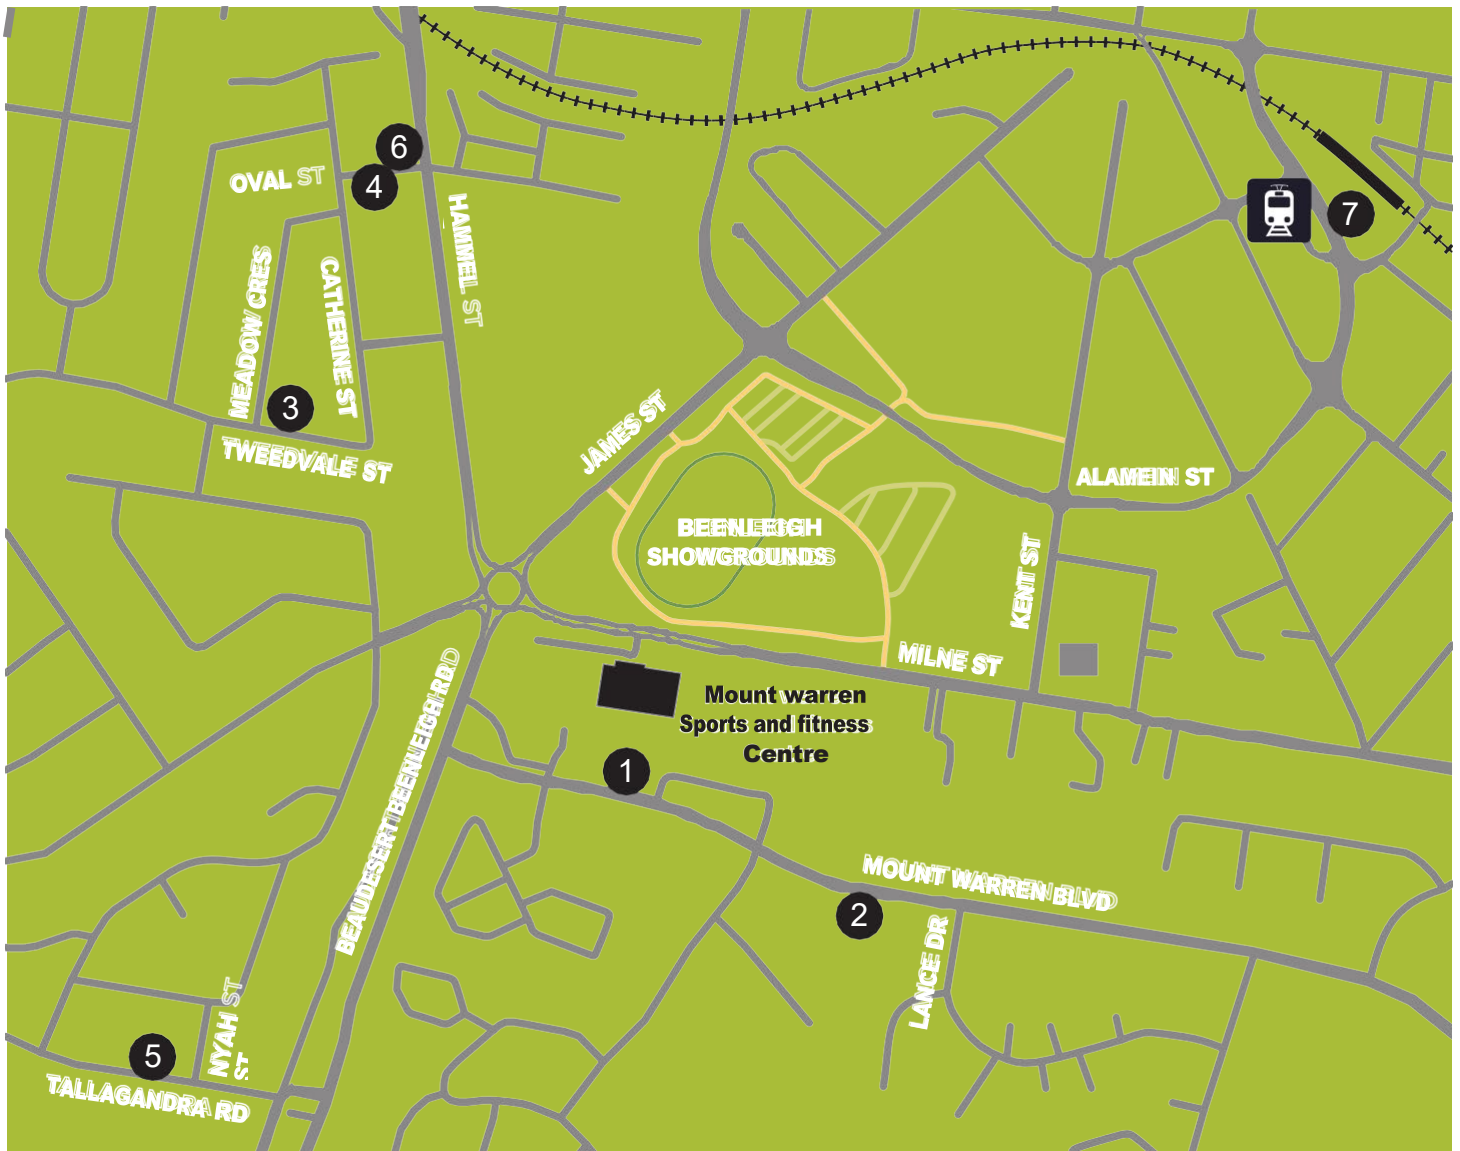 6
OVAL ST
4
7
HAMMEL ST
MEADOW CRES
CATHERINE ST
3
TWEEDVALE ST
JAMES ST
ALAMEIN ST
BEENLEIGH
SHOWGROUNDS
KENT ST
MILNE ST
Mount warren
Sports and fitness
Centre
BEAUDESERT BEENLEIGH RD
1
MOUNT WARREN BLVD
2
LANCE DR
NYAH
ST
5
TALLAGANDRA RD